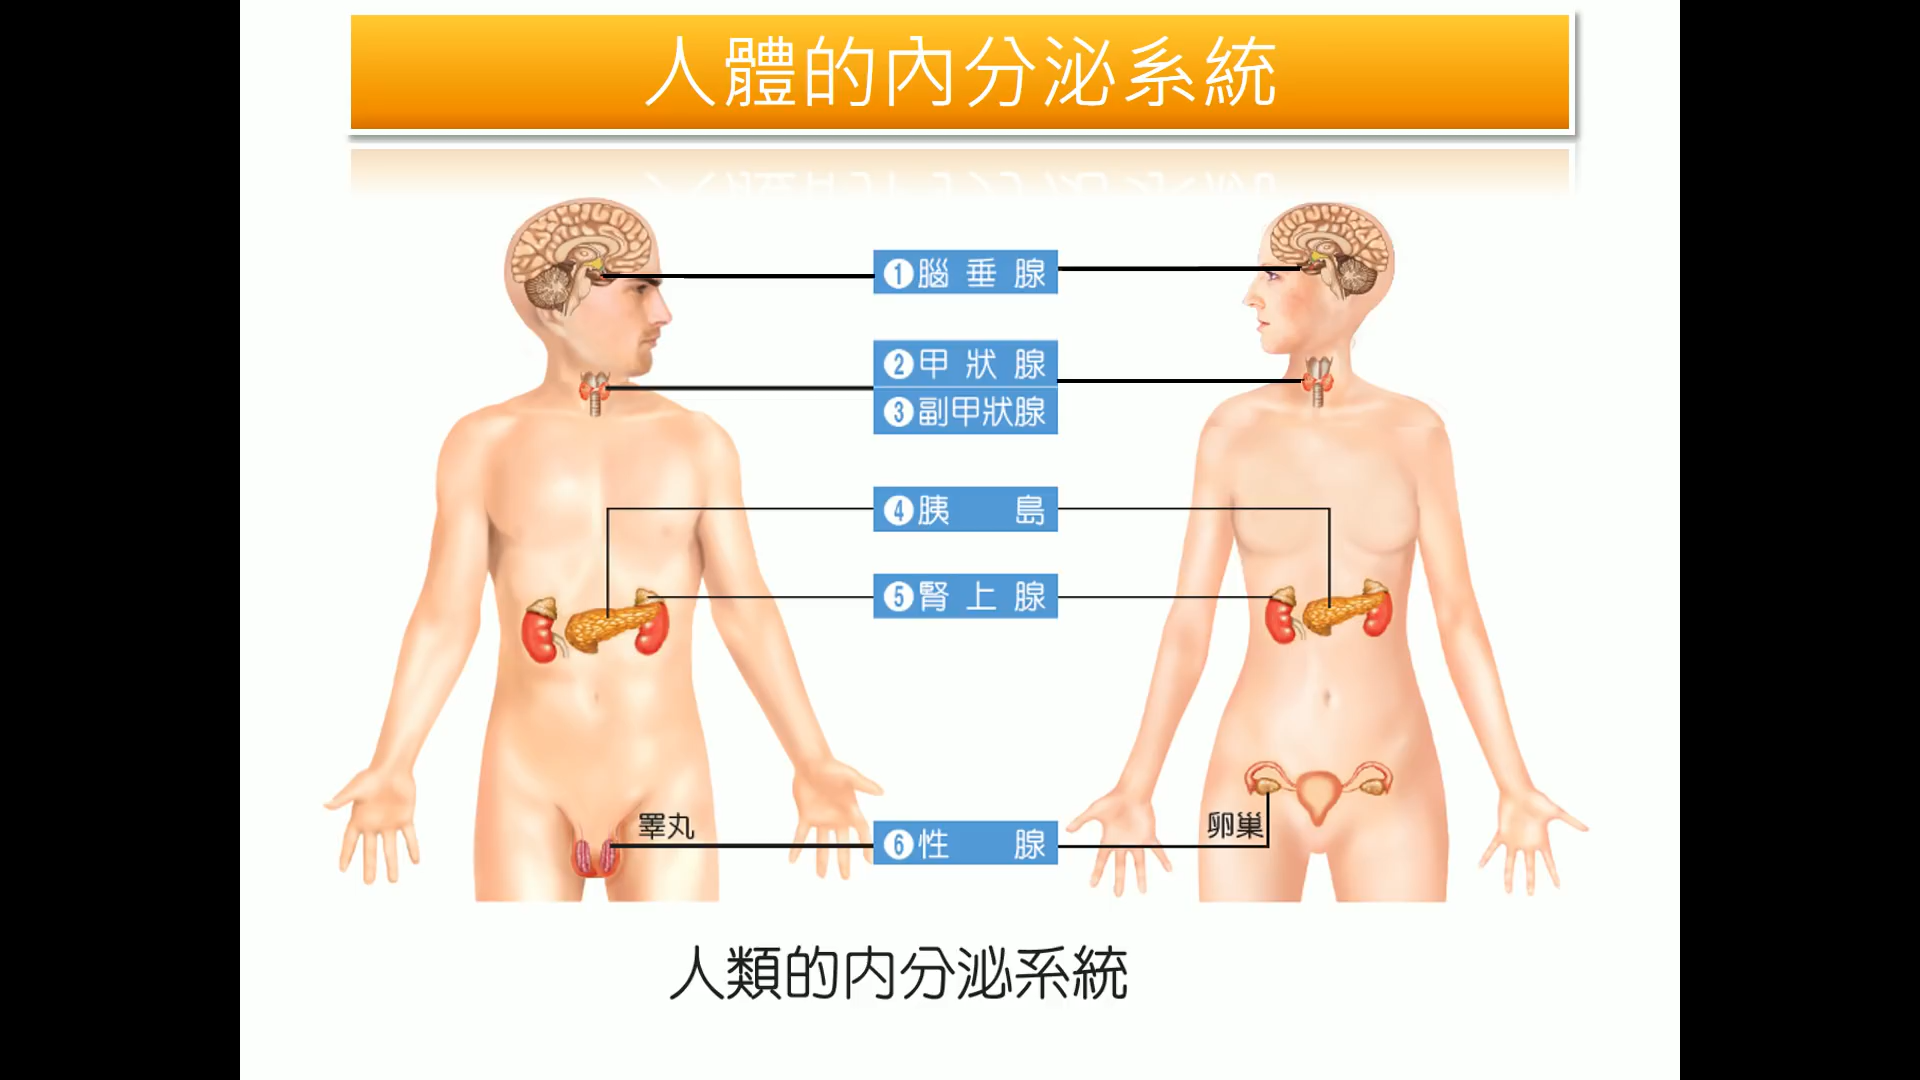 人體的內分泌系統
❶腦垂腺
❷甲狀腺
❸副甲狀腺
❹胰島
❺腎上腺
睪丸
❻性腺
卵巢
人類的內分泌系統